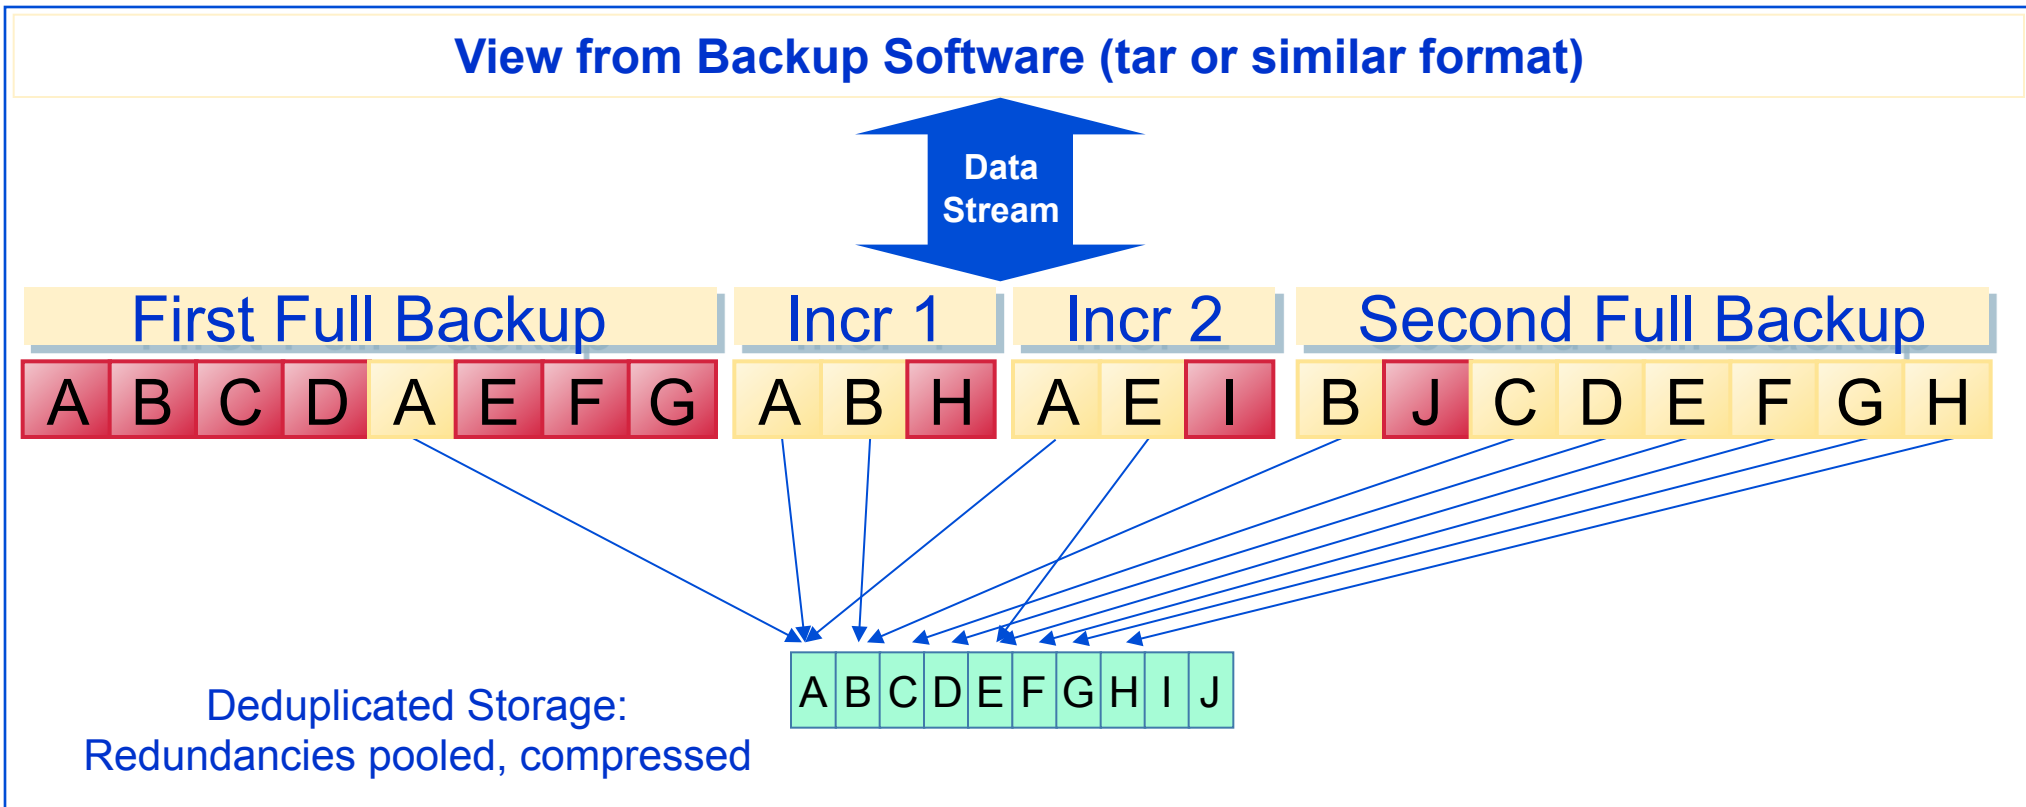 View from Backup Software (tar or similar format)
Data
Stream
First Full Backup Incr 1 Incr 2 Second Full Backup
A B C D A E F G A B H A E I B J C D E F G H
A B C D E F G H I J
Deduplicated Storage:
Redundancies pooled, compressed